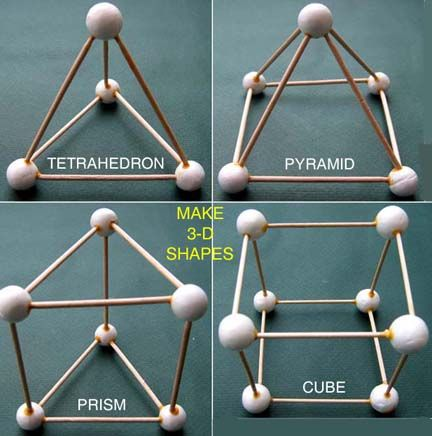 TETRAHEDRON
PYRAMID
MAKE
3-D
SHAPES
PRISM
CUBE